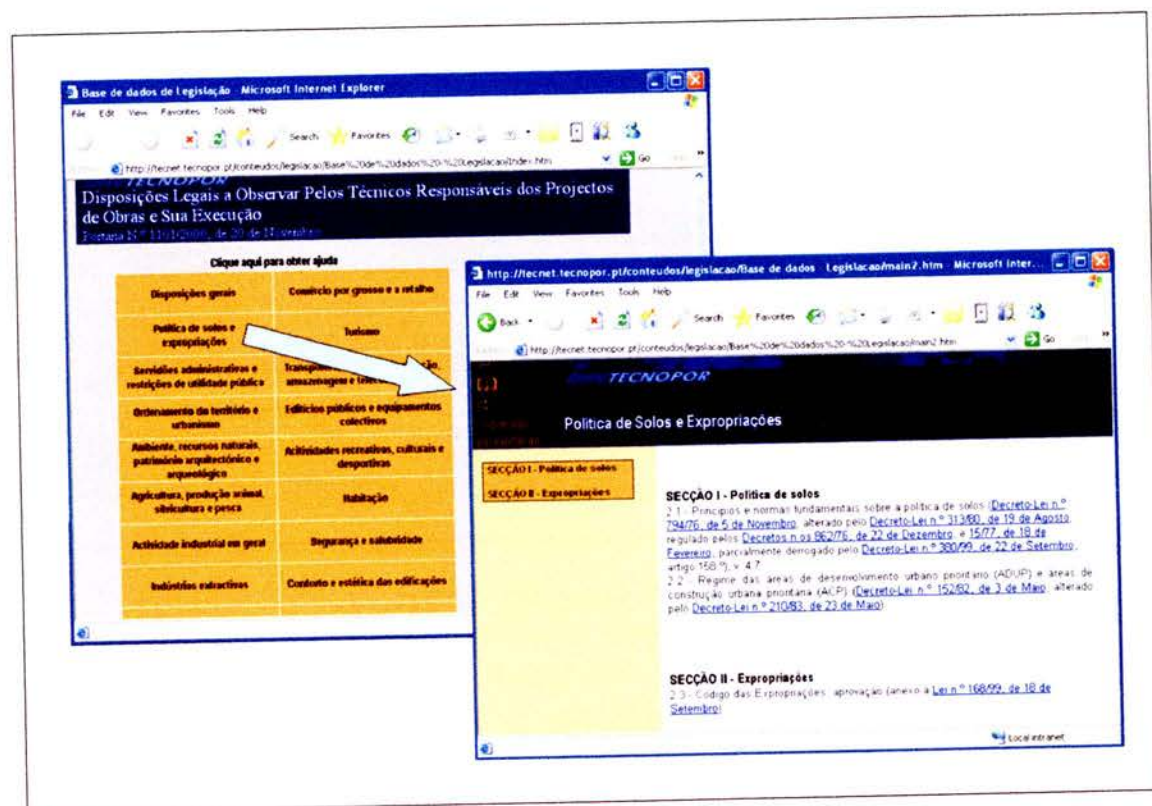 Base de dados de Legislação - Microsoft Internet Explorer
File Edit View Favorites Tools Help
Search Favorites
http://tecnet.tecnopor.pt/conteudos/legislacao/Base%20de%20dados%20-%20Legislacao/Index.htm Go
TECNOPOR
Disposições Legais a Observar Pelos Técnicos Responsáveis dos Projectos
de Obras e Sua Execução
Portaria N.º 1101/2000, de 20 de Novembro
Clique aqui para obter ajuda
Disposições gerais
Comércio por grosso e a retalho
Política de solos e
expropriações
Turismo
Servidões administrativas e
restrições de utilidade pública
armazenagem e
Ordenamento do território e
urbanismo
Edifícios públicos e equipamentos
colectivos
Ambiente, recursos naturais,
património arquitectónico e
arqueológico
Actividades recreativas, culturais e
desportivas
Agricultura, produção animal,
silvicultura e pesca
Habitação
Actividade industrial em geral
Segurança e salubridade
Indústrias extractivas
Conforto e estética das edificações
http://tecnet.tecnopor.pt/conteudos/legislacao/Base de dados - Legislacao/main2.htm - Microsoft Inter...
File Edit View Favorites Tools Help
Back Search Favorites
http://tecnet.tecnopor.pt/conteudos/legislacao/Base%20de%20dados%20-%20Legislacao/main2.htm Go
TECNOPOR
Política de Solos e Expropriações
SECÇÃO I - Política de solos
SECÇÃO II - Expropriações
SECÇÃO I - Política de solos
2.1 - Princípios e normas fundamentais sobre a política de solos (Decreto-Lei n.º
794/76, de 5 de Novembro, alterado pelo Decreto-Lei n.º 313/80, de 19 de Agosto,
regulado pelos Decretos n.os 862/76, de 22 de Dezembro, e 15/77, de 18 de
Fevereiro, parcialmente derrogado pelo Decreto-Lei n.º 380/99, de 22 de Setembro,
artigo 158.º), v. 4.7
2.2 - Regime das áreas de desenvolvimento urbano prioritário (ADUP) e áreas de
construção urbana prioritária (ACP) (Decreto-Lei n.º 152/82, de 3 de Maio, alterado
pelo Decreto-Lei n.º 210/83, de 23 de Maio)
SECÇÃO II - Expropriações
2.3 - Código das Expropriações: aprovação (anexo à Lei n.º 168/99, de 18 de
Setembro)
Local intranet